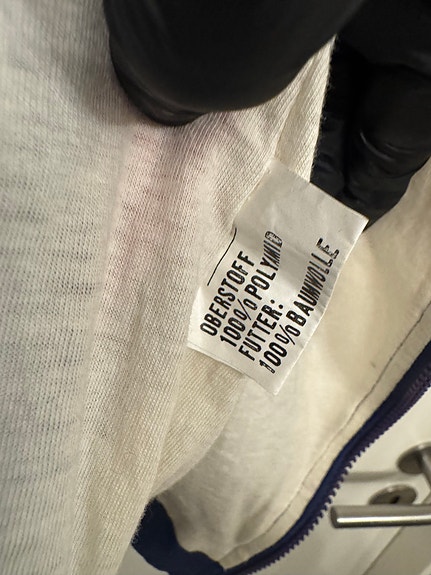 OBERSTOFF
100% POLYAMID
FUTTER:
100% BAUMWOLLE